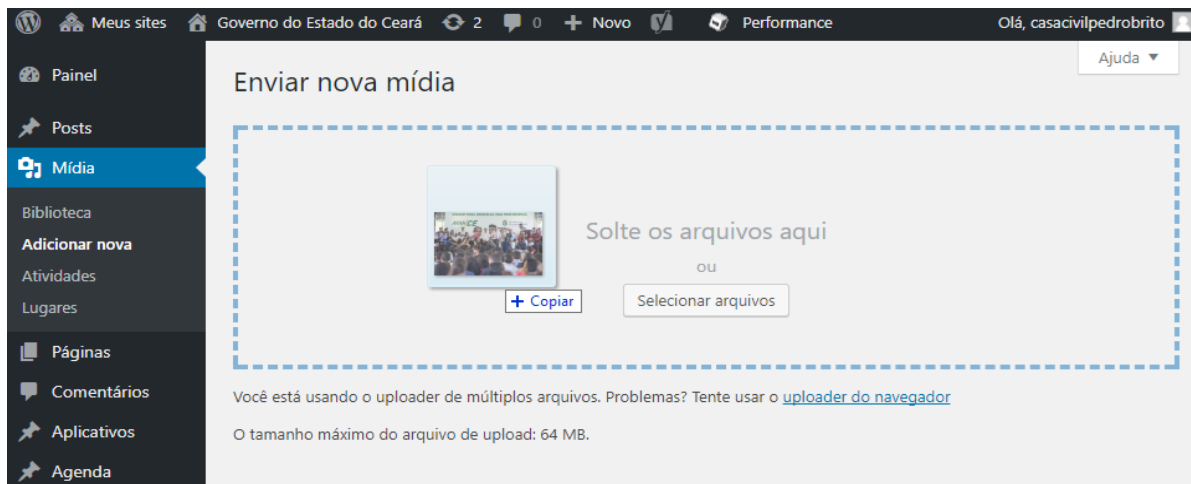 Meus sites Governo do Estado do Ceará 2 0 + Novo Performance Olá, casacivilpedrobrito
Ajuda ▼
Painel
Posts
Mídia
Biblioteca
Adicionar nova
Atividades
Lugares
Páginas
Comentários
Aplicativos
Agenda
Enviar nova mídia
Solte os arquivos aqui
ou
+ Copiar
Selecionar arquivos
Você está usando o uploader de múltiplos arquivos. Problemas? Tente usar o uploader do navegador
O tamanho máximo do arquivo de upload: 64 MB.